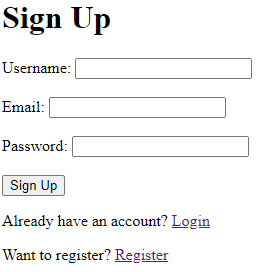 Sign Up
Username:
Email:
Password:
Sign Up
Already have an account? Login
Want to register? Register